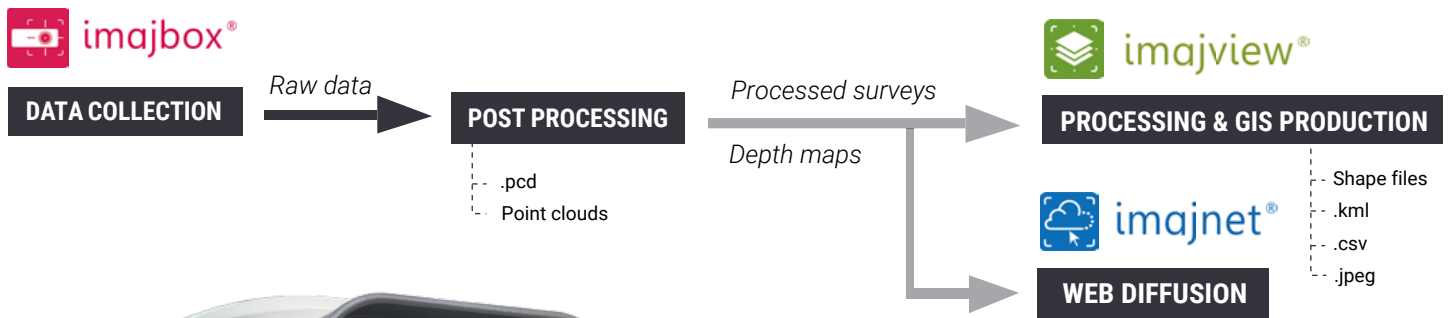 imajbox®
DATA COLLECTION
Raw data
POST PROCESSING
.pcd
Point clouds
Processed surveys
Depth maps
imajview®
PROCESSING & GIS PRODUCTION
Shape files
.kml
.csv
.jpeg
imajnet®
WEB DIFFUSION